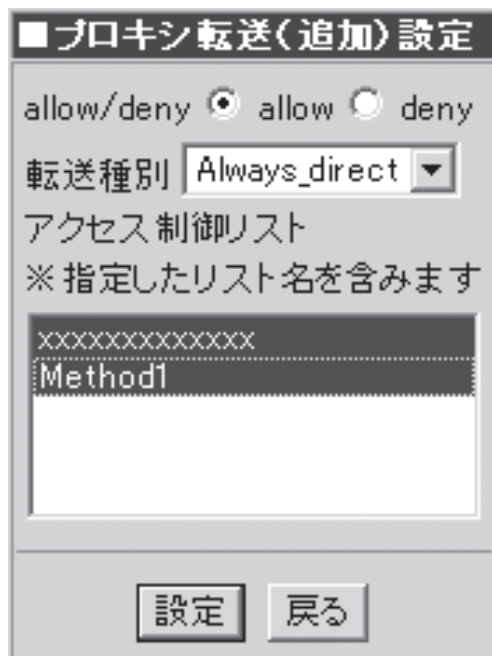 ■プロキシ転送(追加)設定
allow/deny allow deny
転送種別 Always_direct
アクセス制御リスト
※指定したリスト名を含みます
xxxxxxxxxxxxx
Method1
設定 戻る